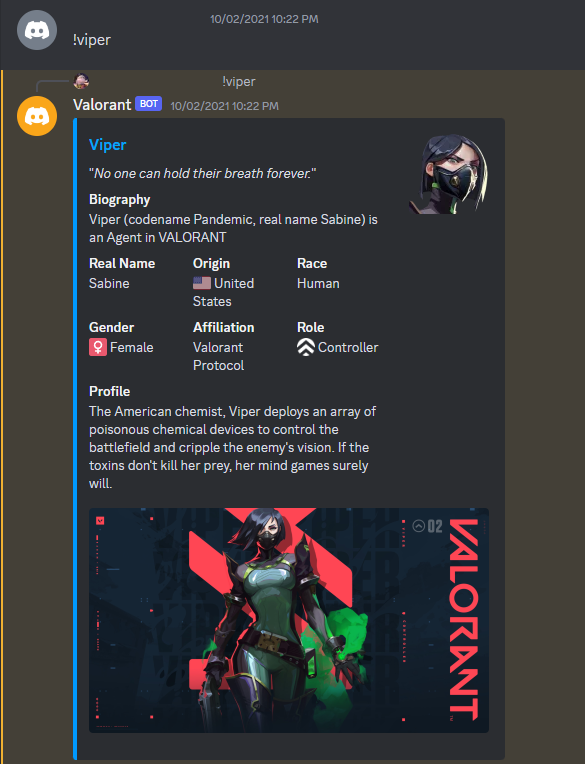 10/02/2021 10:22 PM
!viper
!viper
Valorant BOT 10/02/2021 10:22 PM
Viper
"No one can hold their breath forever."
Biography
Viper (codename Pandemic, real name Sabine) is
an Agent in VALORANT
Real Name Origin Race
Sabine United Human
States
Gender Affiliation Role
Female Valorant Controller
Protocol
Profile
The American chemist, Viper deploys an array of
poisonous chemical devices to control the
battlefield and cripple the enemy's vision. If the
toxins don't kill her prey, her mind games surely
will.
02
VALORANT
VIPER
CONTROLLER